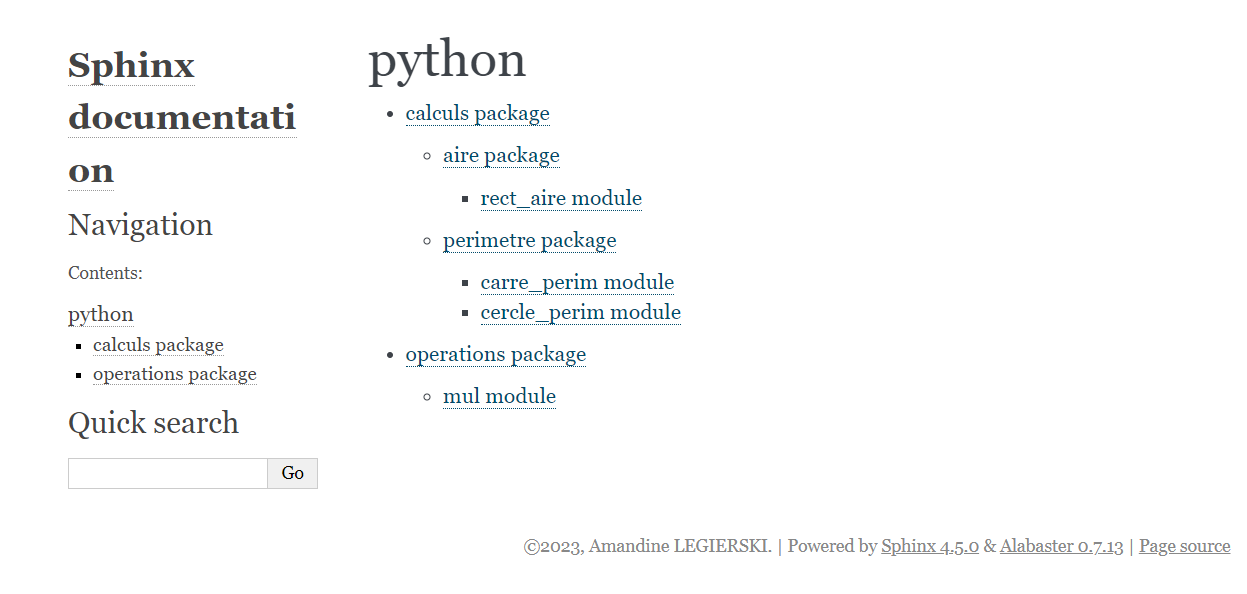 Sphinx
documentati
on
Navigation
Contents:
python
calculs package
operations package
Quick search
Go
python
calculs package
aire package
rect_aire module
perimetre package
carre_perim module
cercle_perim module
operations package
mul module
©2023, Amandine LEGIERSKI. | Powered by Sphinx 4.5.0 & Alabaster 0.7.13 | Page source